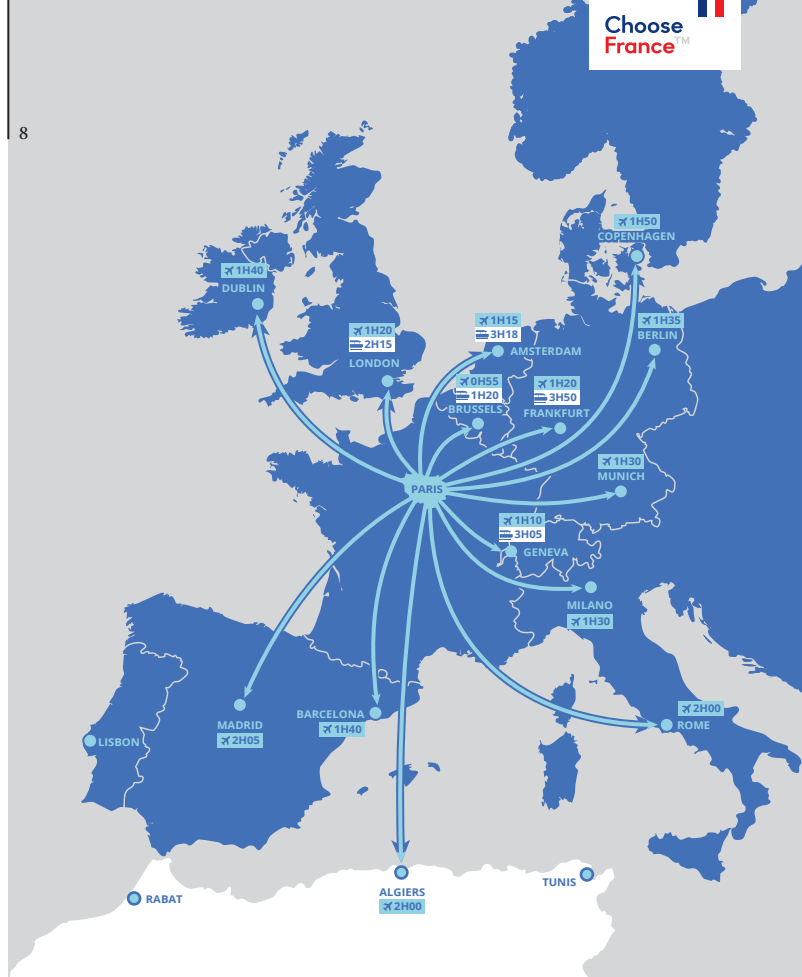 Choose
France™
8
1H50
COPENHAGEN
1H40
DUBLIN
1H15
3H18
AMSTERDAM
1H35
BERLIN
1H20
2H15
LONDON
0H55
1H20
BRUSSELS
1H20
3H50
FRANKFURT
1H30
MUNICH
PARIS
1H10
3H05
GENEVA
MILANO
1H30
MADRID
2H05
BARCELONA
1H40
2H00
ROME
LISBON
ALGIERS
2H00
TUNIS
RABAT